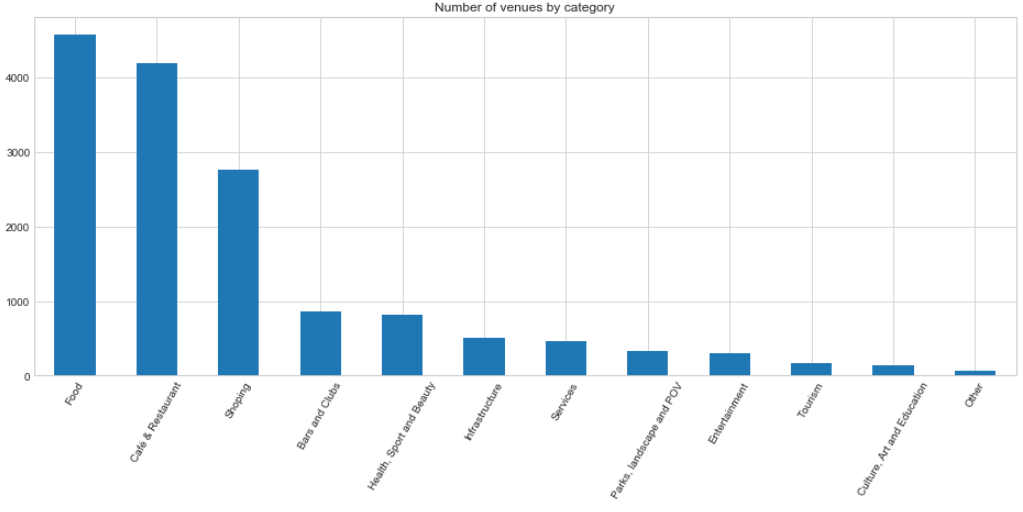 Number of venues by category
4000
3000
2000
1000
0
Food
Café & Restaurant
Shoping
Bars and Clubs
Health, Sport and Beauty
Infrastructure
Services
Parks, landscape and POV
Entertainment
Tourism
Culture, Art and Education
Other